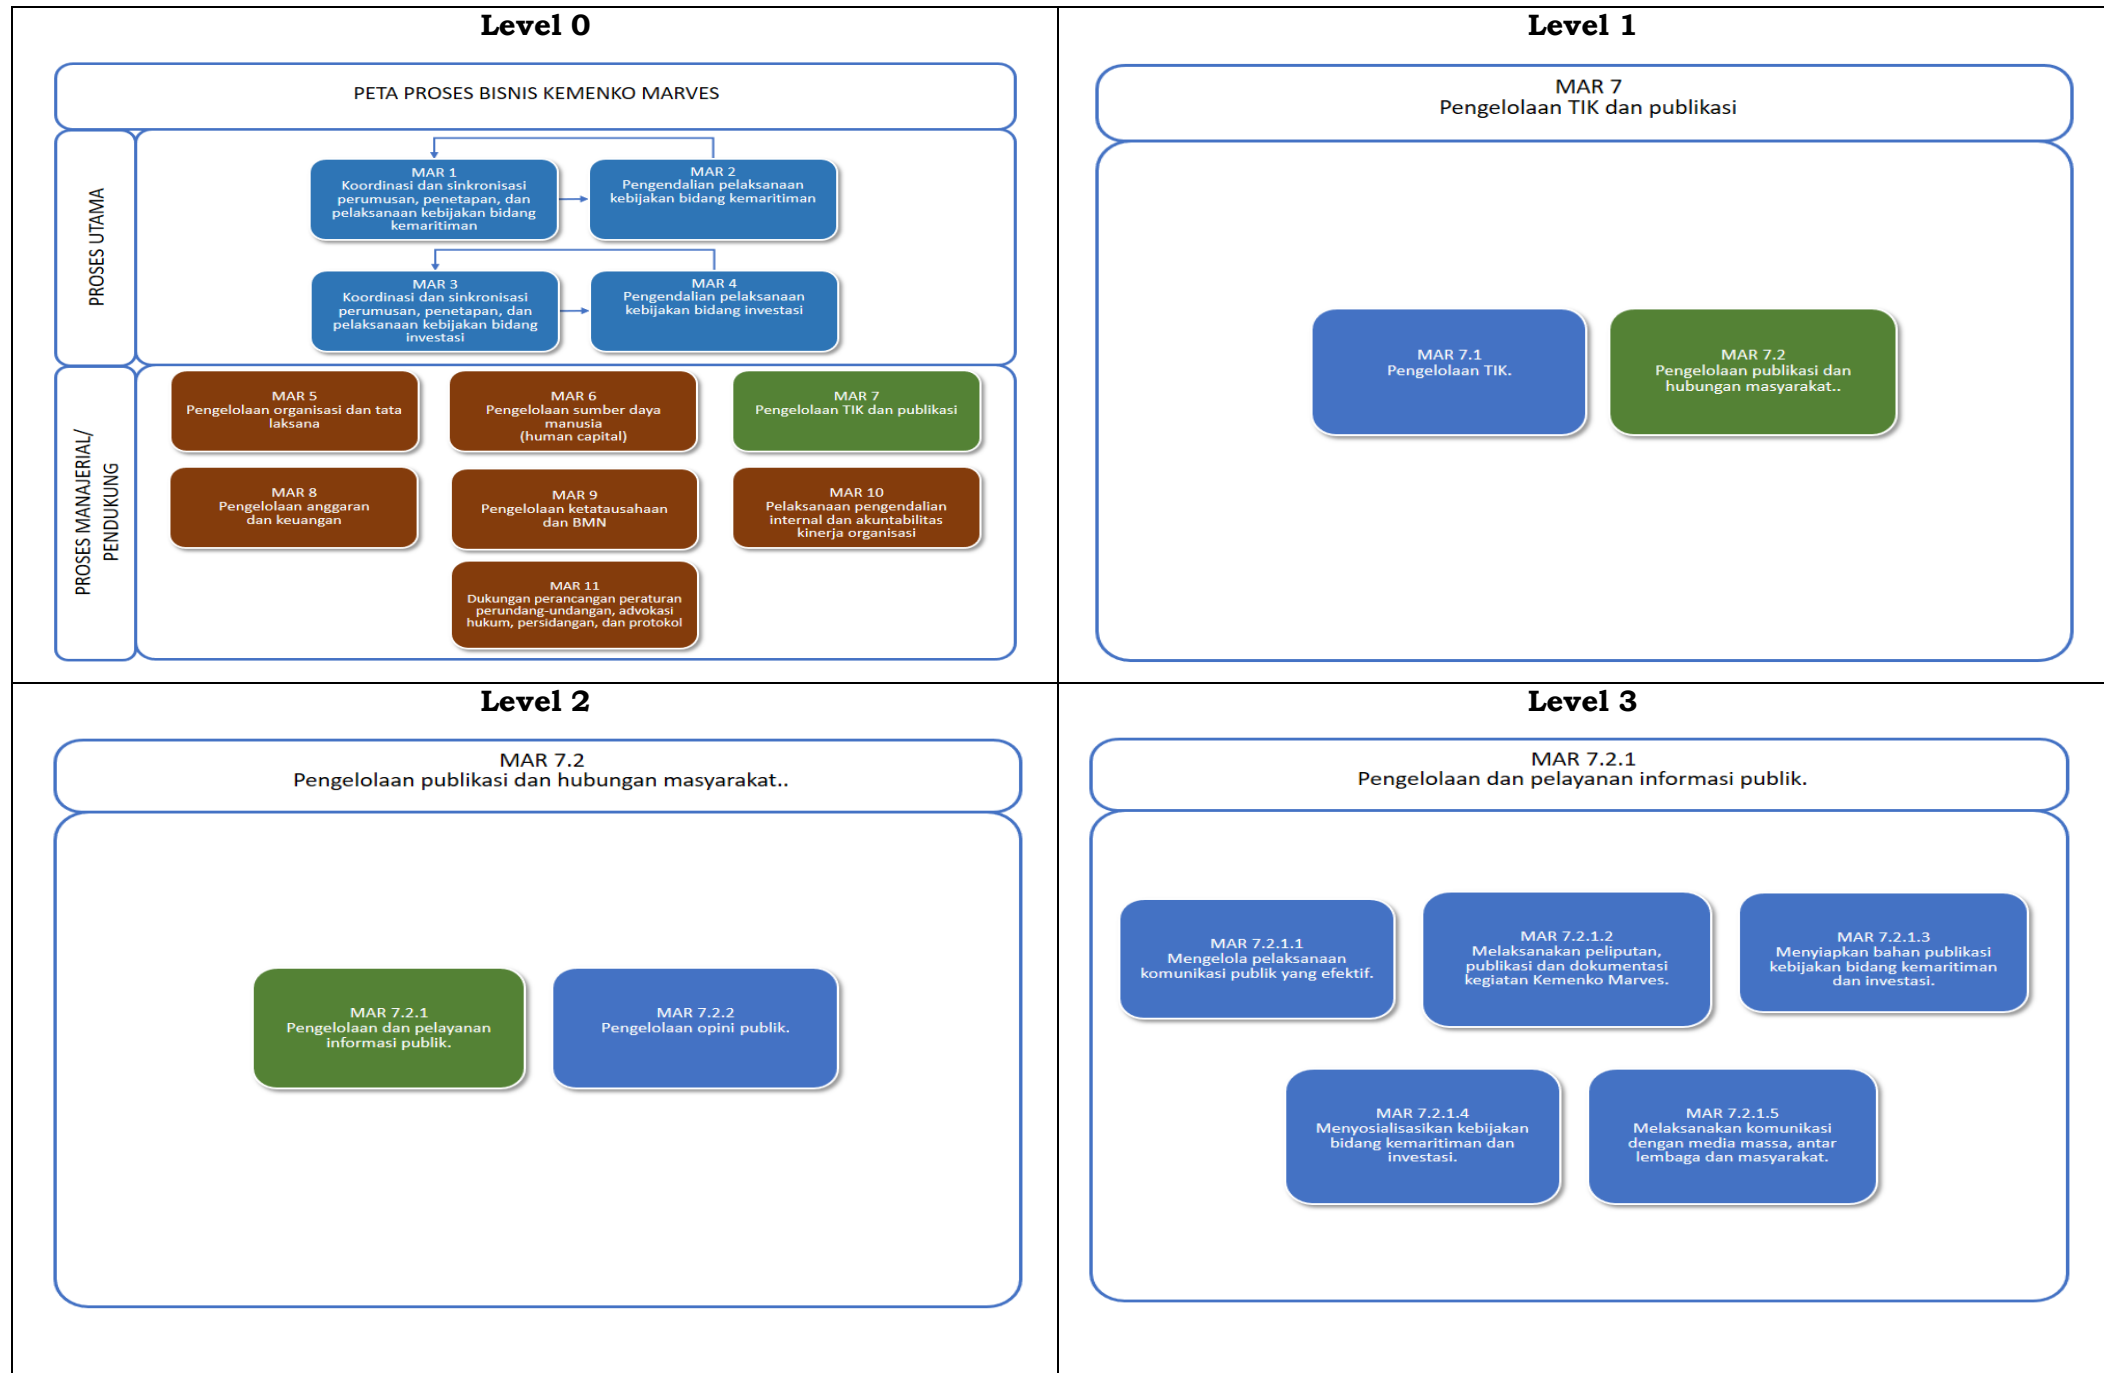 Level 0
PETA PROSES BISNIS KEMENKO MARVES
PROSES UTAMA
MAR 1
Koordinasi dan sinkronisasi
perumusan, penetapan, dan
pelaksanaan kebijakan bidang
kemaritiman
MAR 2
Pengendalian pelaksanaan
kebijakan bidang kemaritiman
MAR 3
Koordinasi dan sinkronisasi
perumusan, penetapan, dan
pelaksanaan kebijakan bidang
investasi
MAR 4
Pengendalian pelaksanaan
kebijakan bidang investasi
PROSES MANAJERIAL/
PENDUKUNG
MAR 5
Pengelolaan organisasi dan tata
laksana
MAR 6
Pengelolaan sumber daya
manusia
(human capital)
MAR 7
Pengelolaan TIK dan publikasi
MAR 8
Pengelolaan anggaran
dan keuangan
MAR 9
Pengelolaan ketatausahaan
dan BMN
MAR 10
Pelaksanaan pengendalian
internal dan akuntabilitas
kinerja organisasi
MAR 11
Dukungan perancangan peraturan
perundang-undangan, advokasi
hukum, persidangan, dan protokol
Level 1
MAR 7
Pengelolaan TIK dan publikasi
MAR 7.1
Pengelolaan TIK.
MAR 7.2
Pengelolaan publikasi dan
hubungan masyarakat..
Level 2
MAR 7.2
Pengelolaan publikasi dan hubungan masyarakat..
MAR 7.2.1
Pengelolaan dan pelayanan
informasi publik.
MAR 7.2.2
Pengelolaan opini publik.
Level 3
MAR 7.2.1
Pengelolaan dan pelayanan informasi publik.
MAR 7.2.1.1
Mengelola pelaksanaan
komunikasi publik yang efektif.
MAR 7.2.1.2
Melaksanakan peliputan,
publikasi dan dokumentasi
kegiatan Kemenko Marves.
MAR 7.2.1.3
Menyiapkan bahan publikasi
kebijakan bidang kemaritiman
dan investasi.
MAR 7.2.1.4
Menyosialisasikan kebijakan
bidang kemaritiman dan
investasi.
MAR 7.2.1.5
Melaksanakan komunikasi
dengan media massa, antar
lembaga dan masyarakat.